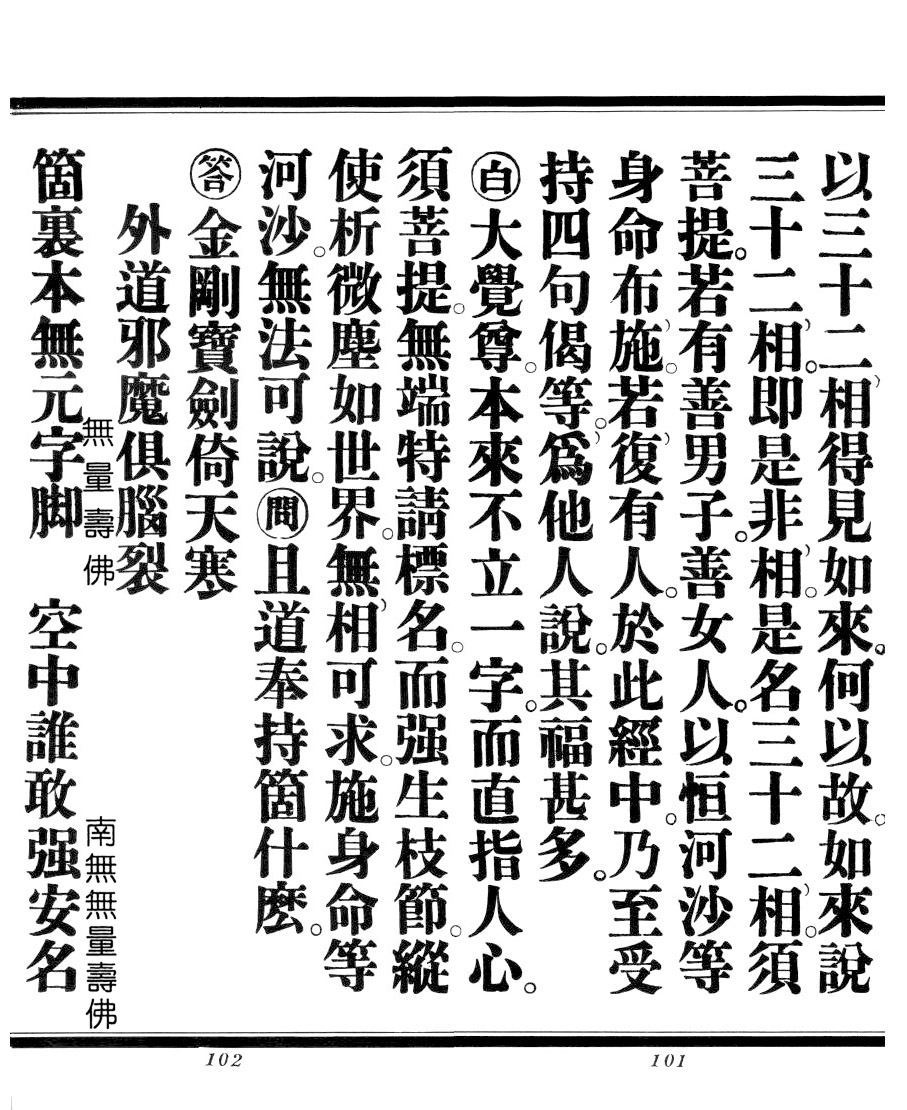 以三十二相得見如來。何以故。如來說
三十二相。即是非相。是名三十二相。須
菩提。若有善男子。善女人。以恒河沙等
身命布施。若復有人。於此經中。乃至受
持四句偈等。爲他人說。其福甚多。
白大覺尊。本來不立一字。而直指人心。
須菩提。無端特請標名。而强生枝節。縱
使析微塵如世界。無相可求。施身命等
河沙。無法可說。問且道奉持箇什麽。
答金剛寶劍倚天寒
外道邪魔俱腦裂
無量壽佛
南無無量壽佛
箇裏本無元字脚 空中誰敢强安名
102
101